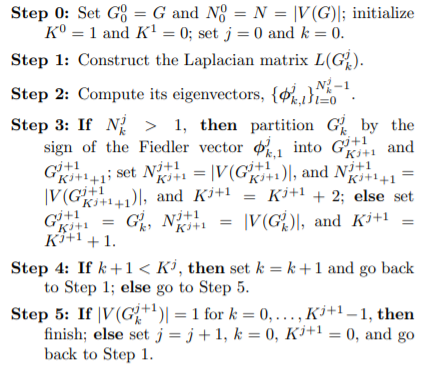 Step 0: Set G_0^0 = G and N_0^0 = N = |V(G)|; initialize
K^0 = 1 and K^1 = 0; set j = 0 and k = 0.
Step 1: Construct the Laplacian matrix L(G_k^j).
Step 2: Compute its eigenvectors, {ϕ_{k,l}^j}_{l=0}^{N_k^j−1}.
Step 3: If N_k^j > 1, then partition G_k^j by the
sign of the Fiedler vector ϕ_{k,1}^j into G_{K^{j+1}}^{j+1} and
G_{K^{j+1}+1}^{j+1}; set N_{K^{j+1}}^{j+1} = |V(G_{K^{j+1}}^{j+1})|, and N_{K^{j+1}+1}^{j+1} =
|V(G_{K^{j+1}+1}^{j+1})|, and K^{j+1} = K^{j+1} + 2; else set
G_{K^{j+1}}^{j+1} = G_k^j, N_{K^{j+1}}^{j+1} = |V(G_k^j)|, and K^{j+1} =
K^{j+1} + 1.
Step 4: If k + 1 < K^j, then set k = k + 1 and go back
to Step 1; else go to Step 5.
Step 5: If |V(G_k^{j+1})| = 1 for k = 0, . . . , K^{j+1} − 1, then
finish; else set j = j + 1, k = 0, K^{j+1} = 0, and go
back to Step 1.